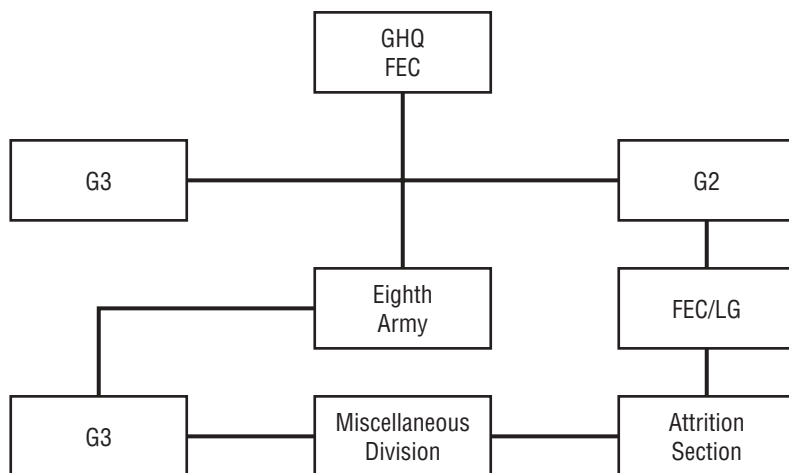 GHQ
FEC
G3
G2
Eighth
Army
FEC/LG
G3
Miscellaneous
Division
Attrition
Section